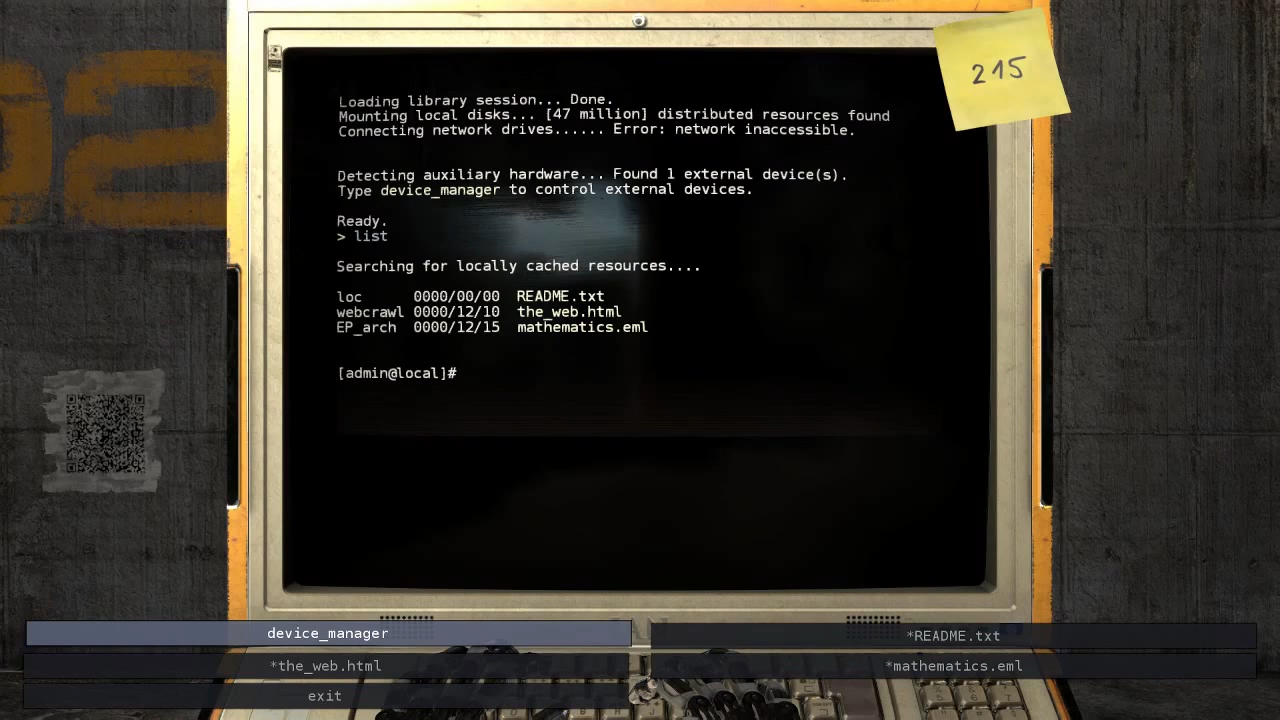 02
215
Loading library session... Done.
Mounting local disks... [47 million] distributed resources found
Connecting network drives...... Error: network inaccessible.
Detecting auxiliary hardware... Found 1 external device(s).
Type device_manager to control external devices.
Ready.
> list
Searching for locally cached resources....
loc 0000/00/00 README.txt
webcrawl 0000/12/10 the_web.html
EP_arch 0000/12/15 mathematics.eml
[admin@local]#
device_manager
*README.txt
*the_web.html
*mathematics.eml
exit